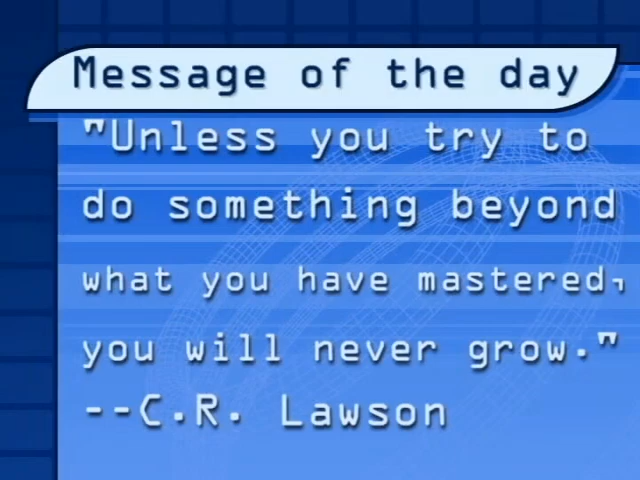 Message of the day
"Unless you try to
do something beyond
what you have mastered,
you will never grow."
--C.R. Lawson